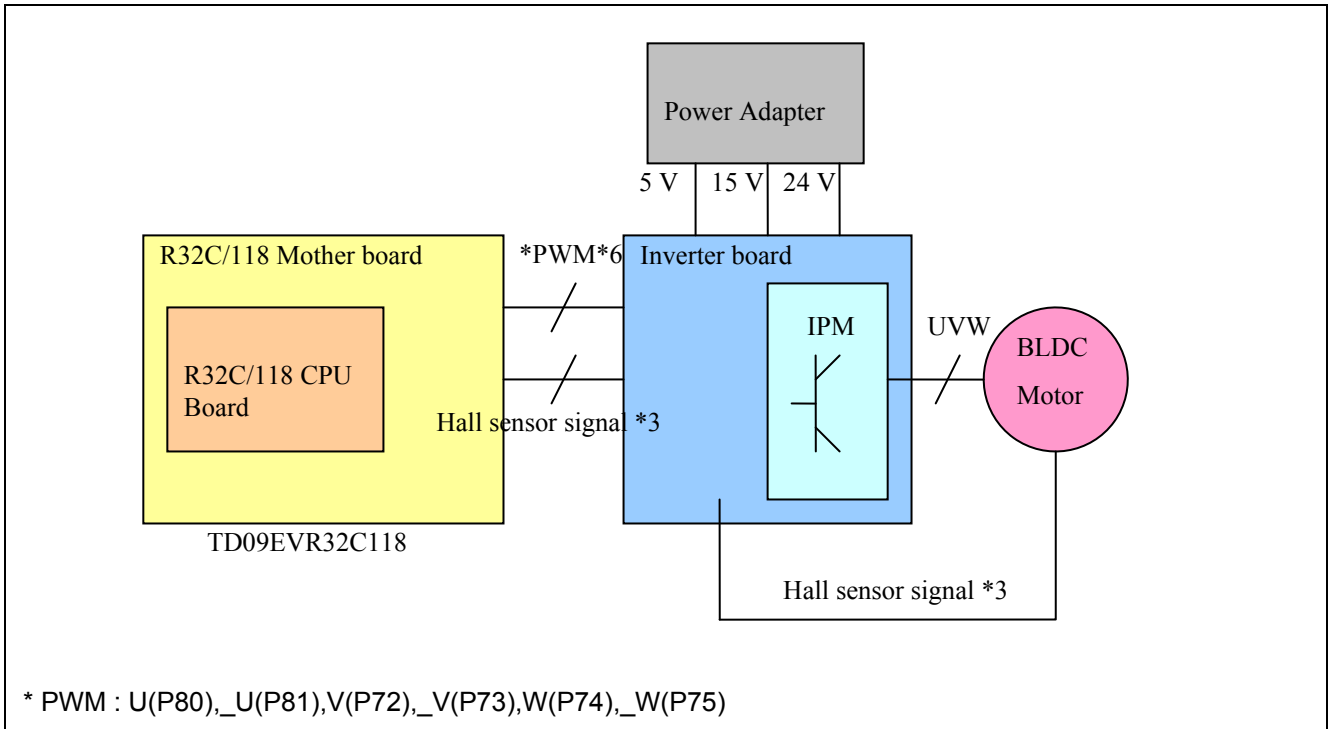 Power Adapter
5 V 15 V 24 V
R32C/118 Mother board
*PWM*6
Inverter board
R32C/118 CPU
Board
Hall sensor signal *3
IPM
UVW
BLDC
Motor
TD09EVR32C118
Hall sensor signal *3
* PWM : U(P80),_U(P81),V(P72),_V(P73),W(P74),_W(P75)